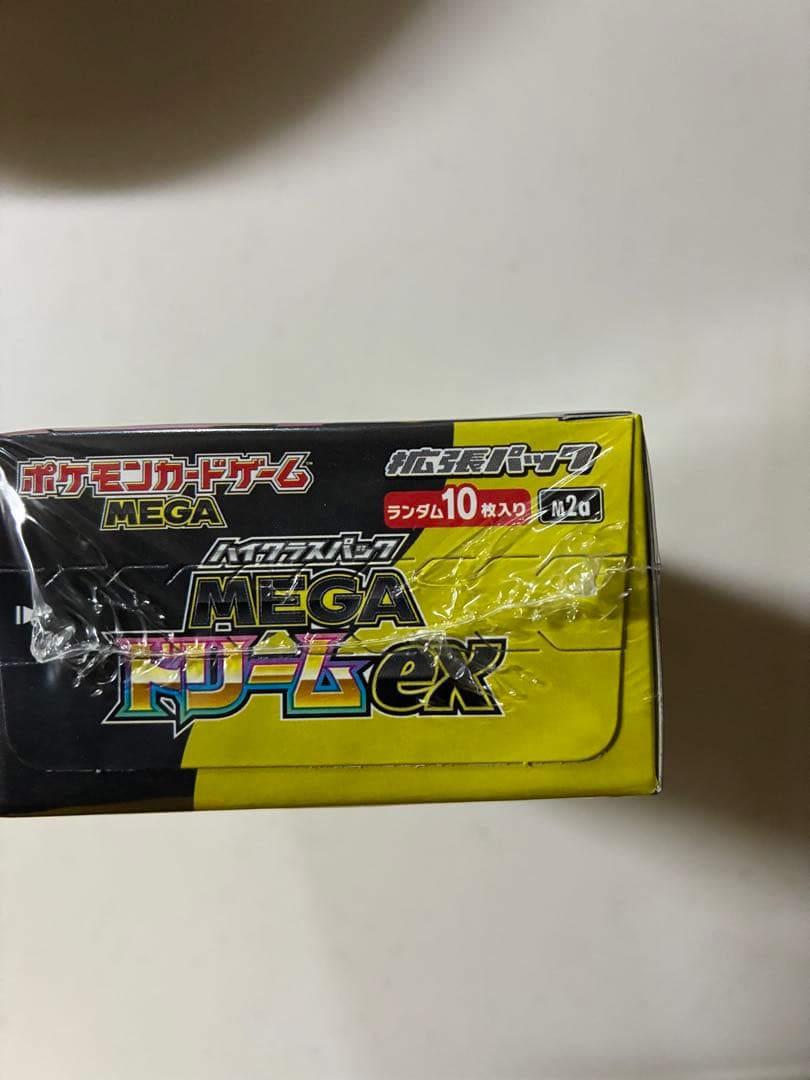 ポケモンカードゲーム
MEGA
拡張パック
ランダム10枚入り
M2a
ハイクラスパック
MEGA
ドリームex